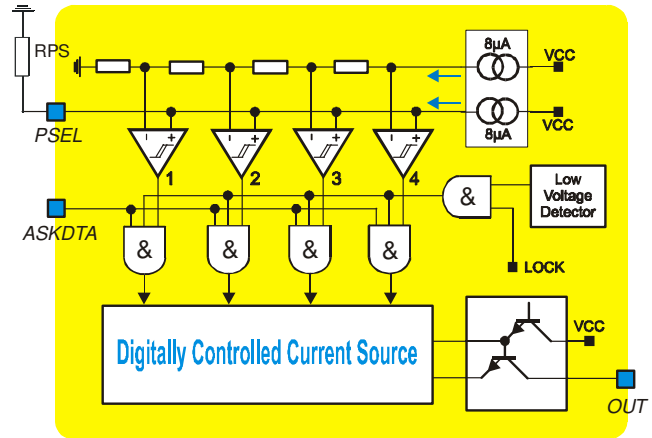 RPS
8µA
VCC
PSEL
VCC
8µA
- + - + - + - +
1 2 3 4
ASKDTA
&
Low
Voltage
Detector
& & & &
LOCK
Digitally Controlled Current Source
VCC
OUT